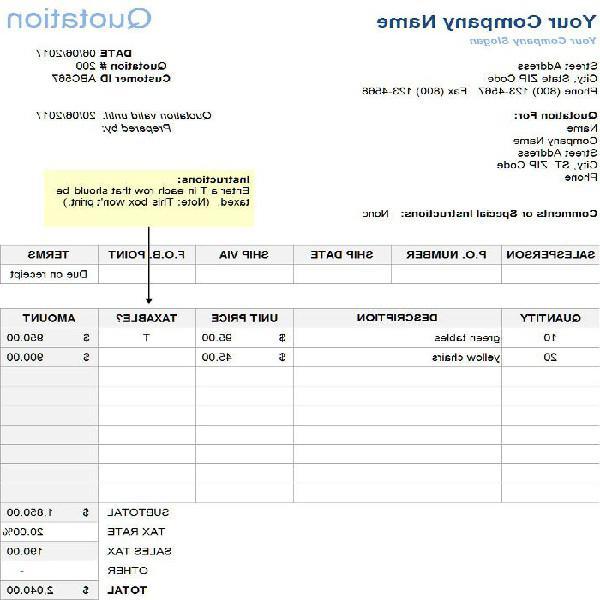 Your Company Name Quotation
Your Company Slogan
Street Address DATE 06/06/2017
City, State ZIP Code Quotation # 200
Phone (800) 123-4567 Fax (800) 123-4568 Customer ID ABC567
Quotation For: Quotation valid until: 20/06/2017
Name Prepared by:
Company Name
Street Address
City, ST, ZIP Code
Phone
Instructions:
Enter a T in each row that should be
taxed. (Note: This box won't print.)
Comments or Special Instructions: None
SALESPERSON P.O. NUMBER SHIP DATE SHIP VIA F.O.B. POINT TERMS
Due on receipt
QUANTITY DESCRIPTION UNIT PRICE TAXABLE? AMOUNT
10 green tables $ 95.00 T $ 950.00
20 yellow chairs $ 45.00 $ 900.00
SUBTOTAL $ 1,850.00
TAX RATE 20.00%
SALES TAX 190.00
OTHER -
TOTAL $ 2,040.00